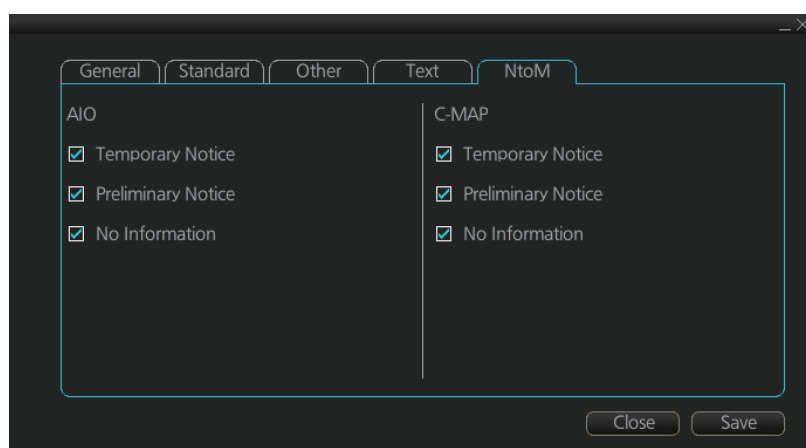 General Standard Other Text NtoM
AIO
Temporary Notice
Preliminary Notice
No Information
C-MAP
Temporary Notice
Preliminary Notice
No Information
Close Save